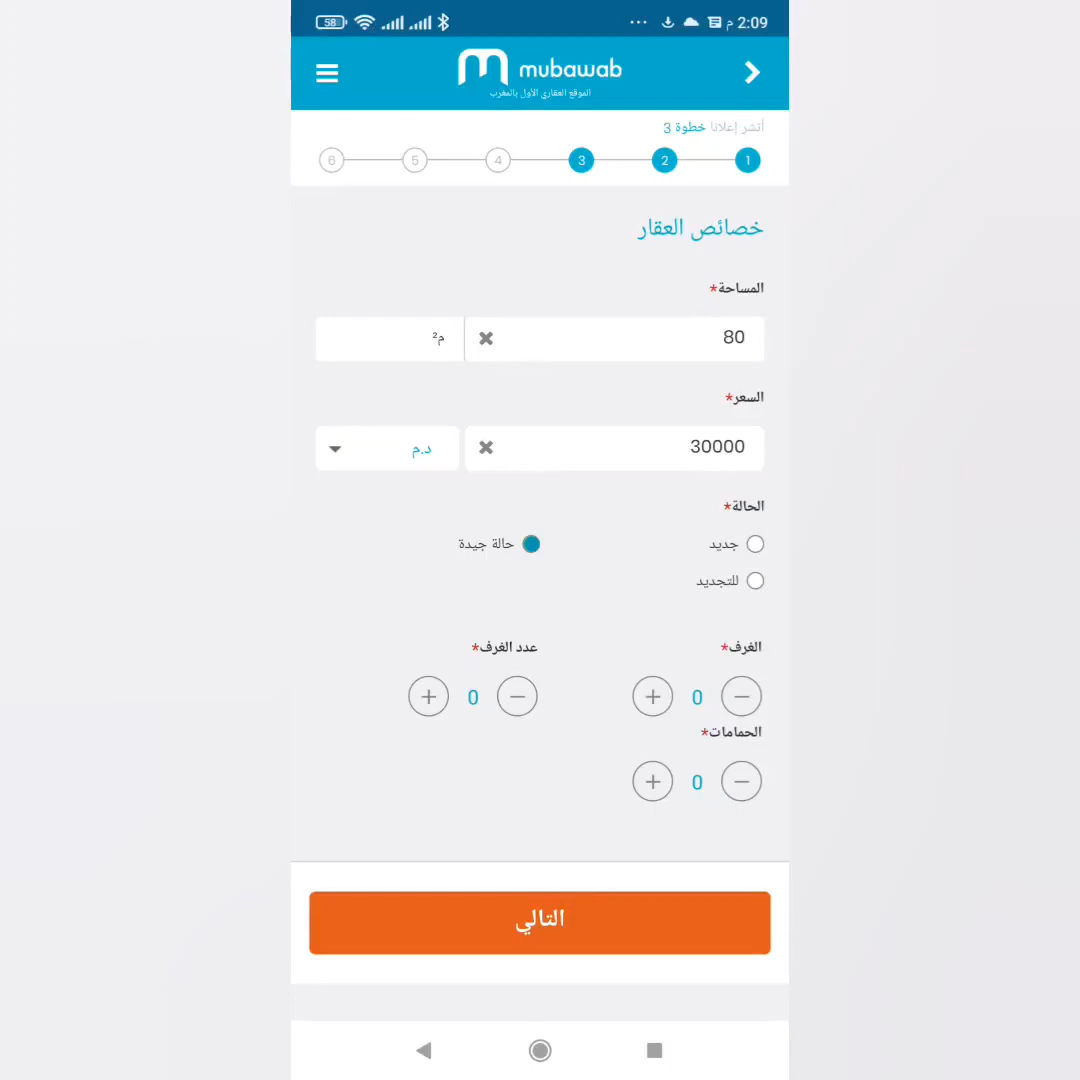 2:09 م
58
mubawab
الموقع العقاري الأول بالمغرب
أنشر إعلانا خطوة 3
1 2 3 4 5 6
خصائص العقار
المساحة*
80 م²
السعر*
30000 د.م
الحالة*
جديد حالة جيدة
للتجديد
الغرف* عدد الغرف*
− 0 + − 0 +
الحمامات*
− 0 +
التالي